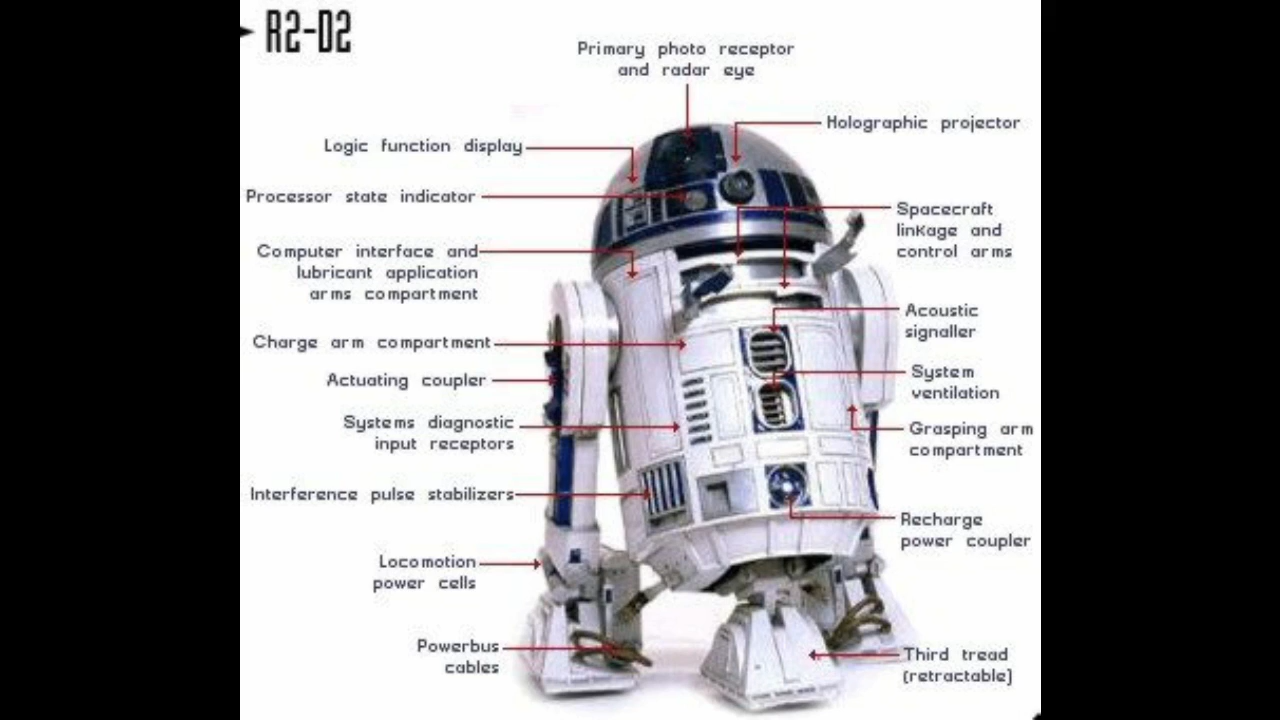 R2-D2
Primary photo receptor
and radar eye
Holographic projector
Logic function display
Processor state indicator
Spacecraft
linkage and
control arms
Computer interface and
lubricant application
arms compartment
Acoustic
signaller
Charge arm compartment
System
ventilation
Actuating coupler
Systems diagnostic
input receptors
Grasping arm
compartment
Interference pulse stabilizers
Recharge
power coupler
Locomotion
power cells
Powerbus
cables
Third tread
(retractable)